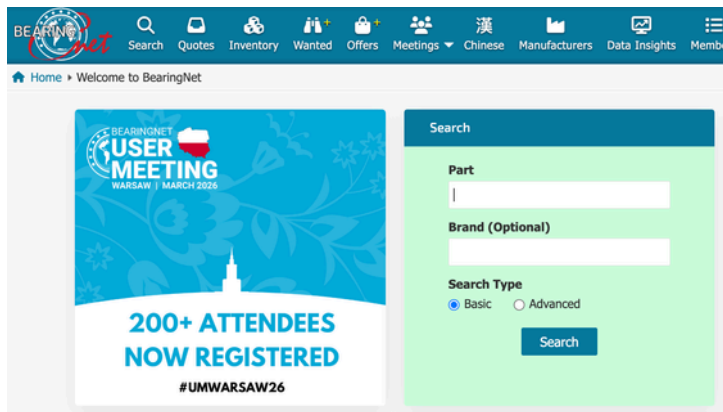 BEARING net
Search
Quotes
Inventory
Wanted
Offers
Meetings
漢
Chinese
Manufacturers
Data Insights
Home
Welcome to BearingNet
BEARINGNET
USER
MEETING
WARSAW | MARCH 2026
200+ ATTENDEES
NOW REGISTERED
#UMWARSAW26
Search
Part
Brand (Optional)
Search Type
Basic
Advanced
Search